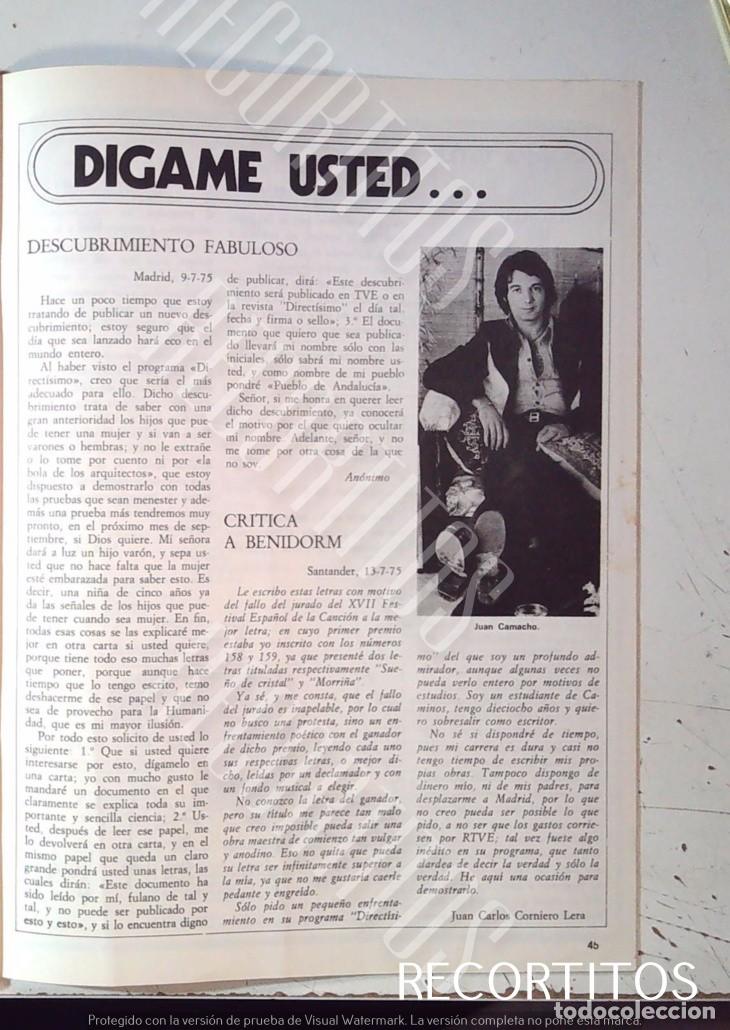 DIGAME USTED...
DESCUBRIMIENTO FABULOSO
Madrid, 9-7-75
Hace un poco tiempo que estoy
tratando de publicar un nuevo des-
cubrimiento; estoy seguro que el
día que sea lanzado hará eco en el
mundo entero.
Al haber visto el programa «Di-
rectísimo», creo que sería el más
adecuado para ello. Dicho descu-
brimiento trata de saber con una
gran anterioridad los hijos que pue-
de tener una mujer y si van a ser
varones o hembras; y no le extrañe
o lo tome por cuento ni por «la
bola de los arquitectos», que estoy
dispuesto a demostrarlo con todas
las pruebas que sean menester y ade-
más una prueba más tendremos muy
pronto, en el próximo mes de sep-
tiembre, si Dios quiere. Mi señora
dará a luz un hijo varón, y sepa us-
ted que no hace falta que la mujer
esté embarazada para saber esto. Es
decir, una niña de cinco años ya
da las señales de los hijos que pue-
de tener cuando sea mujer. En fin,
todas esas cosas se las explicaré me-
jor en otra carta si usted quiere,
porque tiene todo eso muchas letras
que poner, porque aunque hace
tiempo que lo tengo escrito, temo
deshacerme de ese papel y que no
sea de provecho para la Humani-
dad, que es mi mayor ilusión.
Por todo esto solicito de usted lo
siguiente 1.º Que si usted quiere
interesarse por esto, dígamelo en
una carta; yo con mucho gusto le
mandaré un documento en el que
claramente se explica toda su im-
portante y sencilla ciencia; 2.º Us-
ted, después de leer ese papel, me
lo devolverá en otra carta, y en el
mismo papel que queda un claro
grande pondrá usted unas letras, las
cuales dirán: «Este documento ha
sido leído por mí, fulano de tal y
tal, y no puede ser publicado por
esto y esto», y si lo encuentra digno
de publicar, dirá: «Este descubri-
miento será publicado en TVE o en
la revista "Directísimo" el día tal,
fecha y firma o sello»; 3.º El docu-
mento que quiero que sea publica-
do llevará mi nombre sólo con las
iniciales, sólo sabrá mi nombre us-
ted, y como nombre de mi pueblo
pondré «Pueblo de Andalucía».
Señor, si me honra en querer leer
dicho descubrimiento, ya conocerá
el motivo por el que quiero ocultar
mi nombre. Adelante, señor, y no
me tome por otra cosa de la que
no soy.
Anónimo
CRITICA
A BENIDORM
Santander, 13-7-75
Le escribo estas letras con motivo
del fallo del jurado del XVII Fes-
tival Español de la Canción a la me-
jor letra; en cuyo primer premio
estaba yo inscrito con los números
158 y 159, ya que presenté dos le-
tras tituladas respectivamente "Sue-
ño de cristal" y "Morriña".
Ya sé, y me consta, que el fallo
del jurado es inapelable, por lo cual
no busco una protesta, sino un en-
frentamiento poético con el ganador
de dicho premio, leyendo cada uno
sus respectivas letras, o mejor di-
cho, leídas por un declamador y con
un fondo musical a elegir.
No conozco la letra del ganador,
pero su título me parece tan malo
que creo imposible pueda salir una
obra maestra de comienzo tan vulgar
y anodino. Eso no quita que pueda
su letra ser infinitamente superior a
la mía, ya que no me gustaría caerle
pedante y engreído.
Sólo pido un pequeño enfrenta-
miento en su programa "Directísi-
Juan Camacho.
mo" del que soy un profundo ad-
mirador, aunque algunas veces no
pueda verlo entero por motivos de
estudios. Soy un estudiante de Ca-
minos, tengo dieciocho años y quie-
ro sobresalir como escritor.
No sé si dispondré de tiempo,
pues mi carrera es dura y casi no
tengo tiempo de escribir mis pro-
pias obras. Tampoco dispongo de
dinero mío, ni de mis padres, para
desplazarme a Madrid, por lo que
no creo pueda ser posible lo que
pido, a no ser que los gastos corrie-
sen por RTVE; tal vez fuete algo
inédito en su programa, que tanto
alardea de decir la verdad y sólo la
verdad. He aquí una ocasión para
demostrarlo.
Juan Carlos Corniero Lera
45
RECORTITOS
todocoleccion
Protegido con la versión de prueba de Visual Watermark. La versión completa no pone esta marca.
RECORTITOS